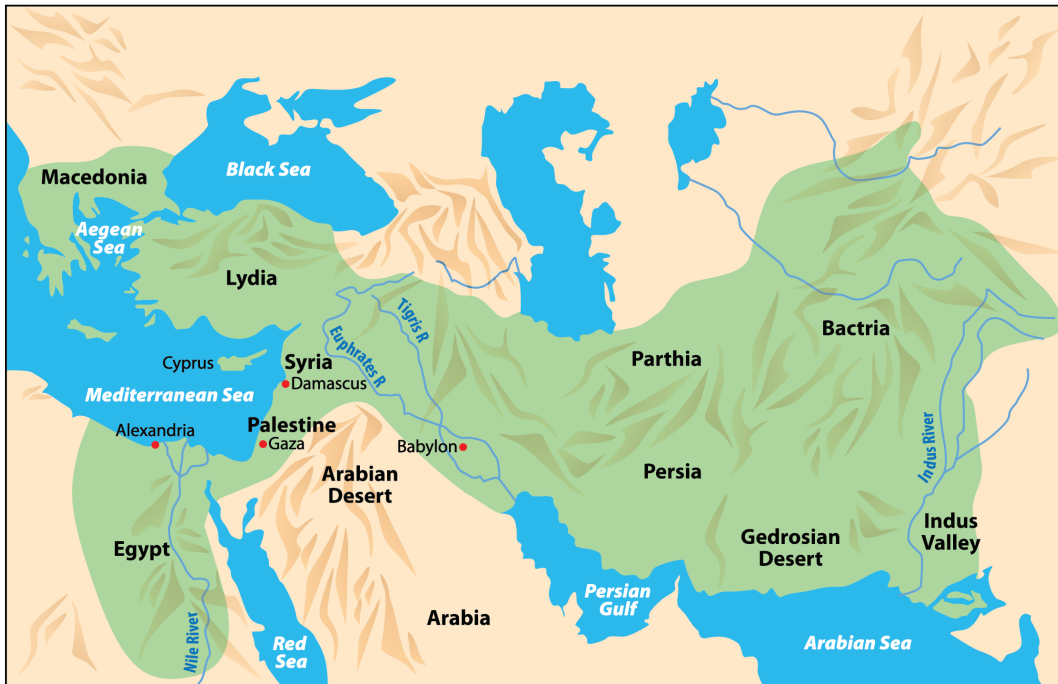 Macedonia
Black Sea
Aegean
Sea
Lydia
Tigris R
Euphrates R
Bactria
Parthia
Cyprus
Syria
Damascus
Mediterranean Sea
Palestine
Alexandria
Gaza
Babylon
Arabian
Desert
Persia
Indus River
Egypt
Gedrosian
Desert
Indus
Valley
Persian
Gulf
Arabia
Nile River
Red
Sea
Arabian Sea